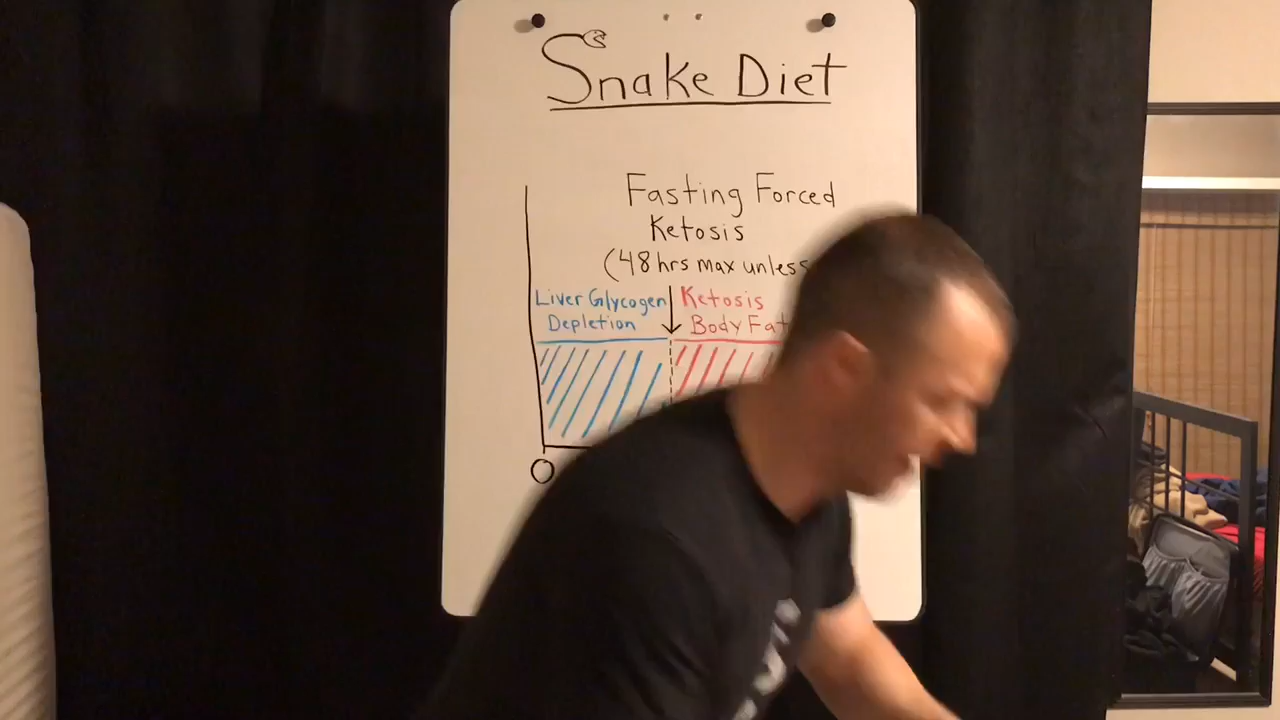 Snake Diet
Fasting Forced
Ketosis
(48 hrs max unless
Liver Glycogen
Depletion
Ketosis
Body Fat
0